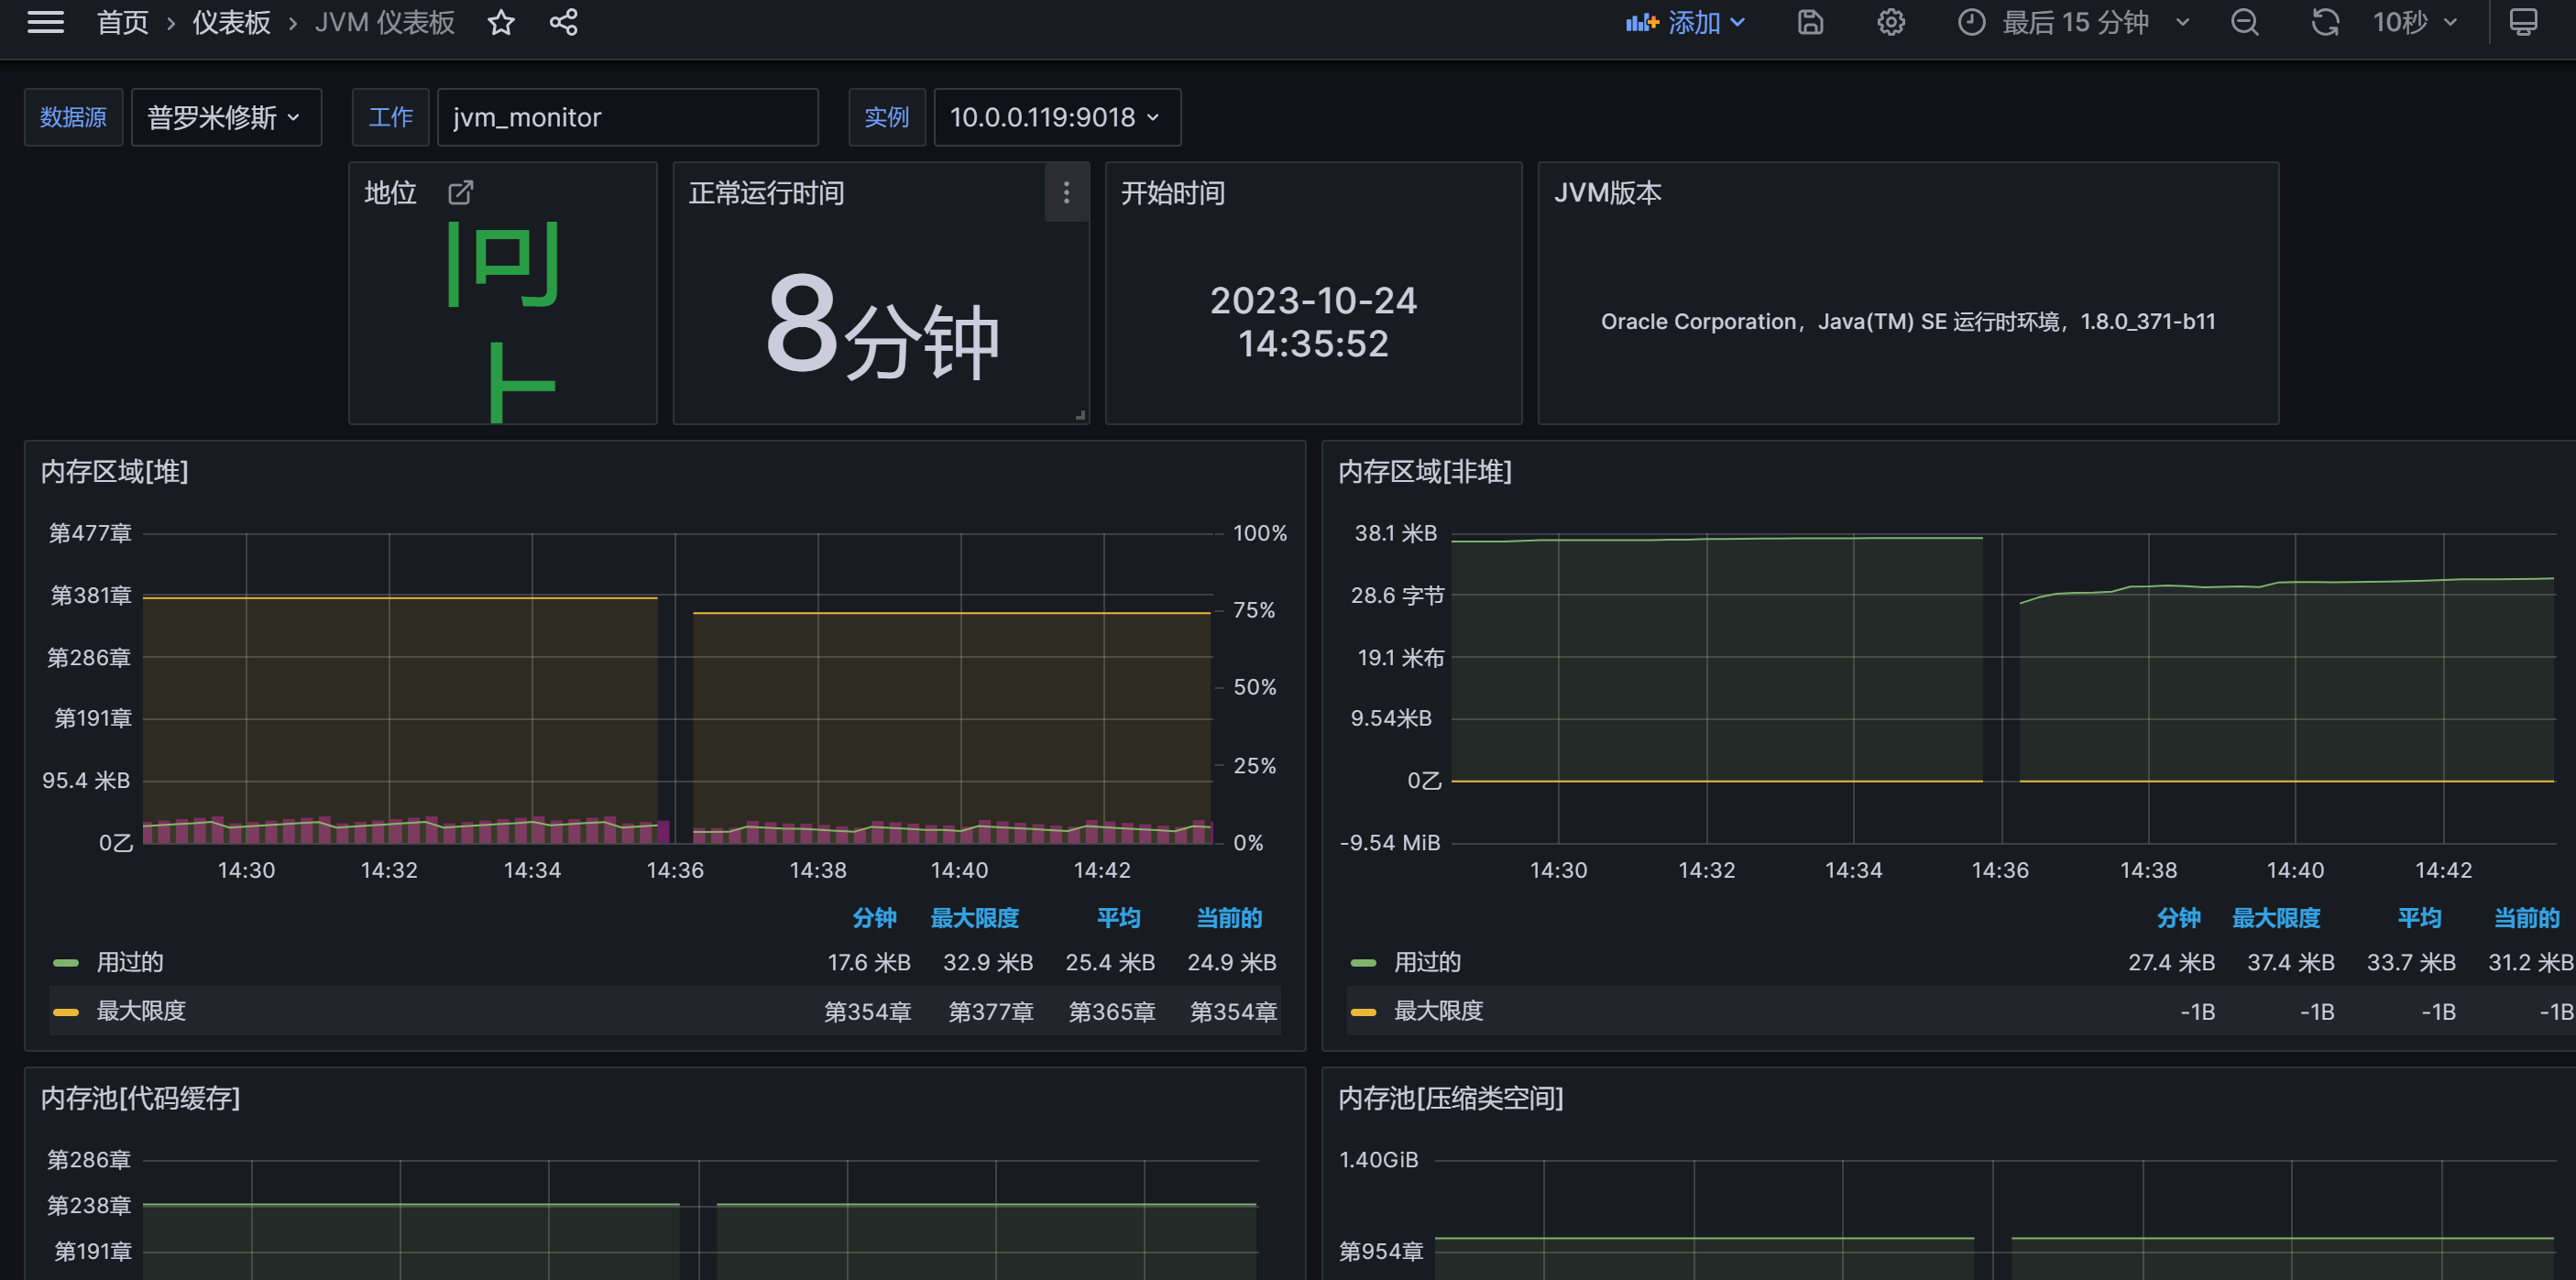 首页 › 仪表板 › JVM 仪表板 添加 最后 15 分钟 10秒
数据源 普罗米修斯 工作 jvm_monitor 实例 10.0.0.119:9018
地位
向
上
正常运行时间
8分钟
开始时间
2023-10-24
14:35:52
JVM版本
Oracle Corporation，Java(TM) SE 运行时环境，1.8.0_371-b11
内存区域[堆]
第477章
第381章
第286章
第191章
95.4 米B
0乙
100%
75%
50%
25%
0%
14:30 14:32 14:34 14:36 14:38 14:40 14:42
分钟 最大限度 平均 当前的
用过的 17.6 米B 32.9 米B 25.4 米B 24.9 米B
最大限度 第354章 第377章 第365章 第354章
内存区域[非堆]
38.1 米B
28.6 字节
19.1 米布
9.54米B
0乙
-9.54 MiB
14:30 14:32 14:34 14:36 14:38 14:40 14:42
分钟 最大限度 平均 当前的
用过的 27.4 米B 37.4 米B 33.7 米B 31.2 米B
最大限度 -1B -1B -1B -1B
内存池[代码缓存]
第286章
第238章
第191章
内存池[压缩类空间]
1.40GiB
第954章